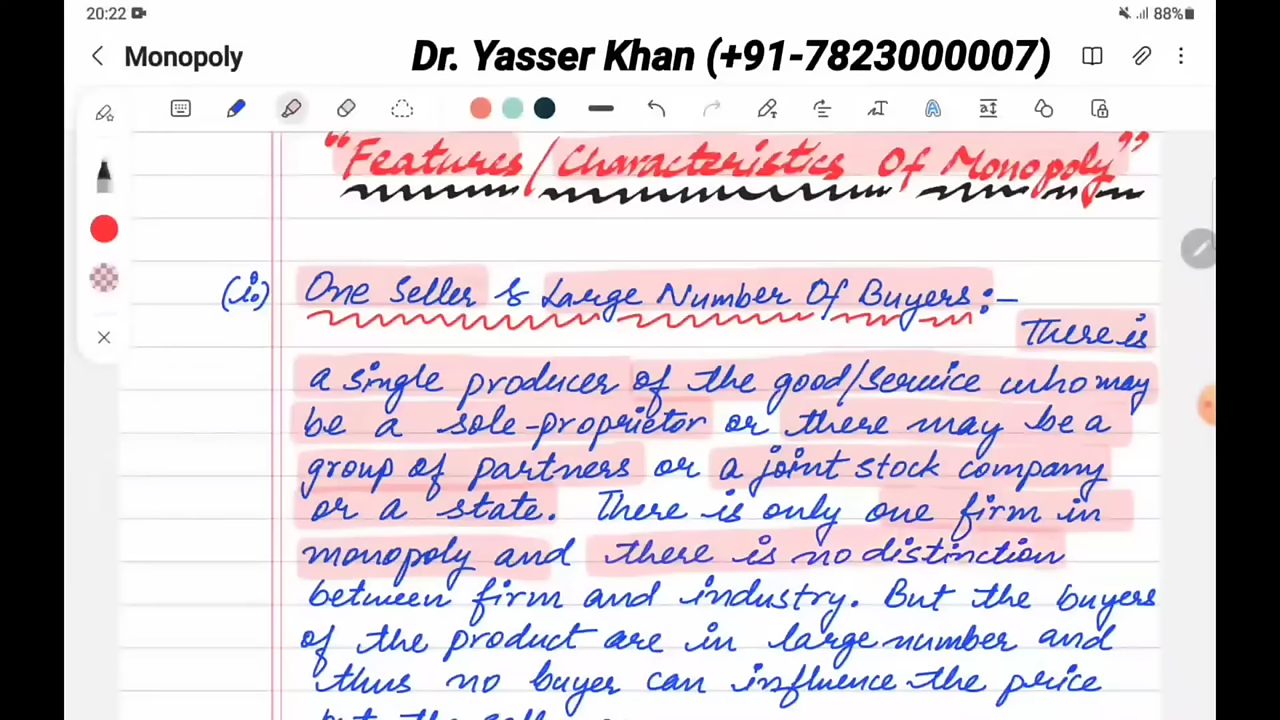 20:22
88%
Monopoly
Dr. Yasser Khan (+91-7823000007)
"Features/Characteristics Of Monopoly"
(i) One Seller & Large Number Of Buyers:-
There is
a single producer of the good/service who may
be a sole-proprietor or there may be a
group of partners or a joint stock company
or a state. There is only one firm in
monopoly and there is no distinction
between firm and industry. But the buyers
of the product are in large number and
thus no buyer can influence the price
but the